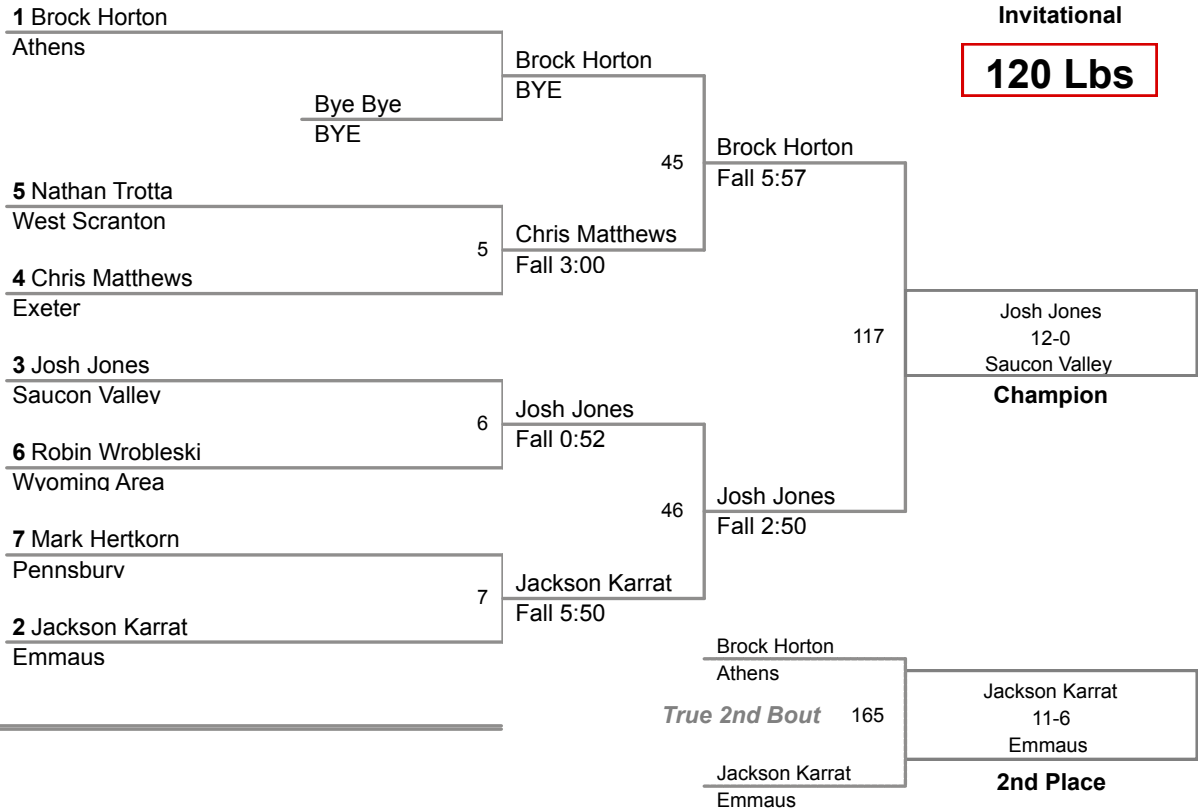 1 Brock Horton
Athens
Invitational
120 Lbs
Brock Horton
BYE
Bye Bye
BYE
45
Brock Horton
Fall 5:57
5 Nathan Trotta
West Scranton
5
Chris Matthews
Fall 3:00
4 Chris Matthews
Exeter
117
Josh Jones
12-0
Saucon Valley
Champion
3 Josh Jones
Saucon Valley
6
Josh Jones
Fall 0:52
6 Robin Wrobleski
Wyoming Area
46
Josh Jones
Fall 2:50
7 Mark Hertkorn
Pennsbury
7
Jackson Karrat
Fall 5:50
2 Jackson Karrat
Emmaus
Brock Horton
Athens
True 2nd Bout 165
Jackson Karrat
11-6
Emmaus
Jackson Karrat
Emmaus
2nd Place